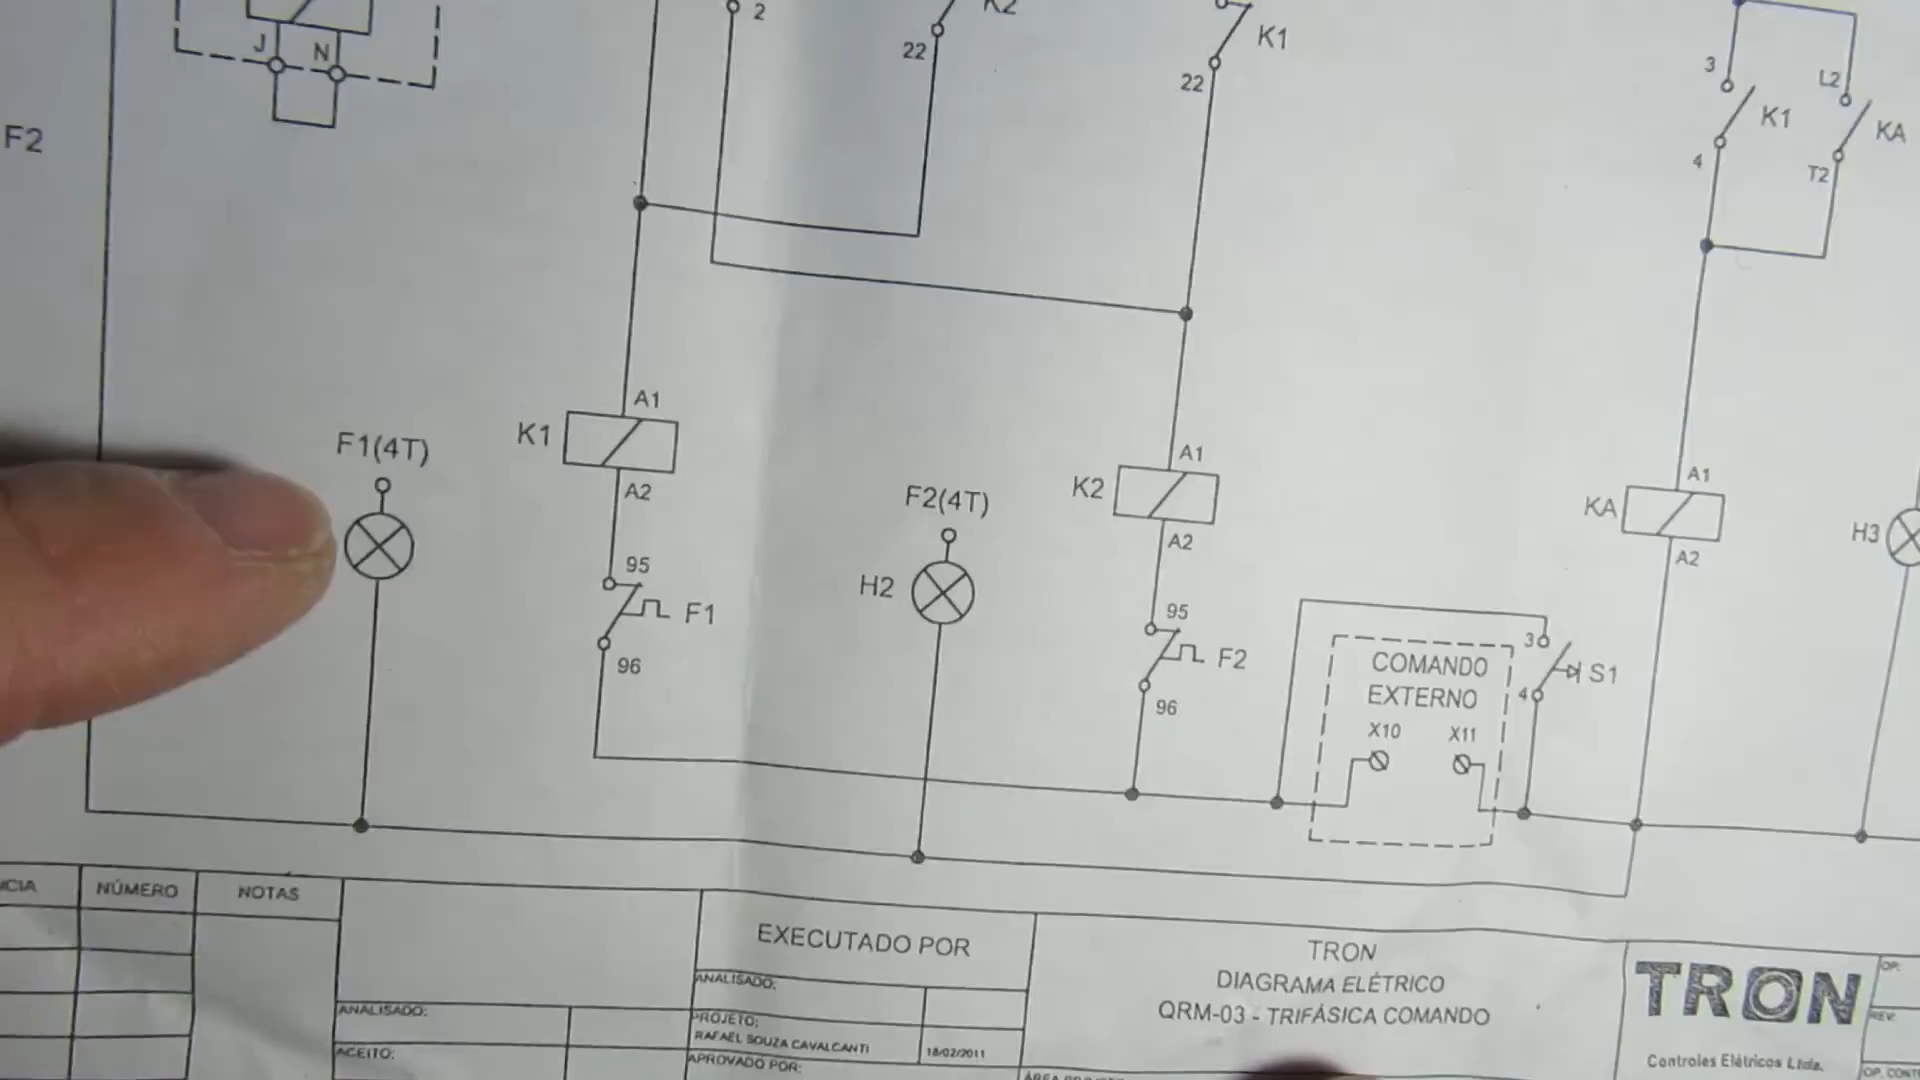 J
N
2
22
K1
22
3
K1
4
L2
KA
T2
F2
A1
K1
A2
F1(4T)
95
F1
96
F2(4T)
H2
A1
K2
A2
95
F2
96
COMANDO
EXTERNO
X10 X11
3
S1
4
A1
KA
A2
H3
NÚMERO
NOTAS
EXECUTADO POR
ANALISADO:
PROJETO:
RAFAEL SOUZA CAVALCANTI
18/02/2011
APROVADO POR:
ANALISADO:
ACEITO:
TRON
DIAGRAMA ELÉTRICO
QRM-03 - TRIFÁSICA COMANDO
TRON
Controles Elétricos Ltda.
OP:
REV: